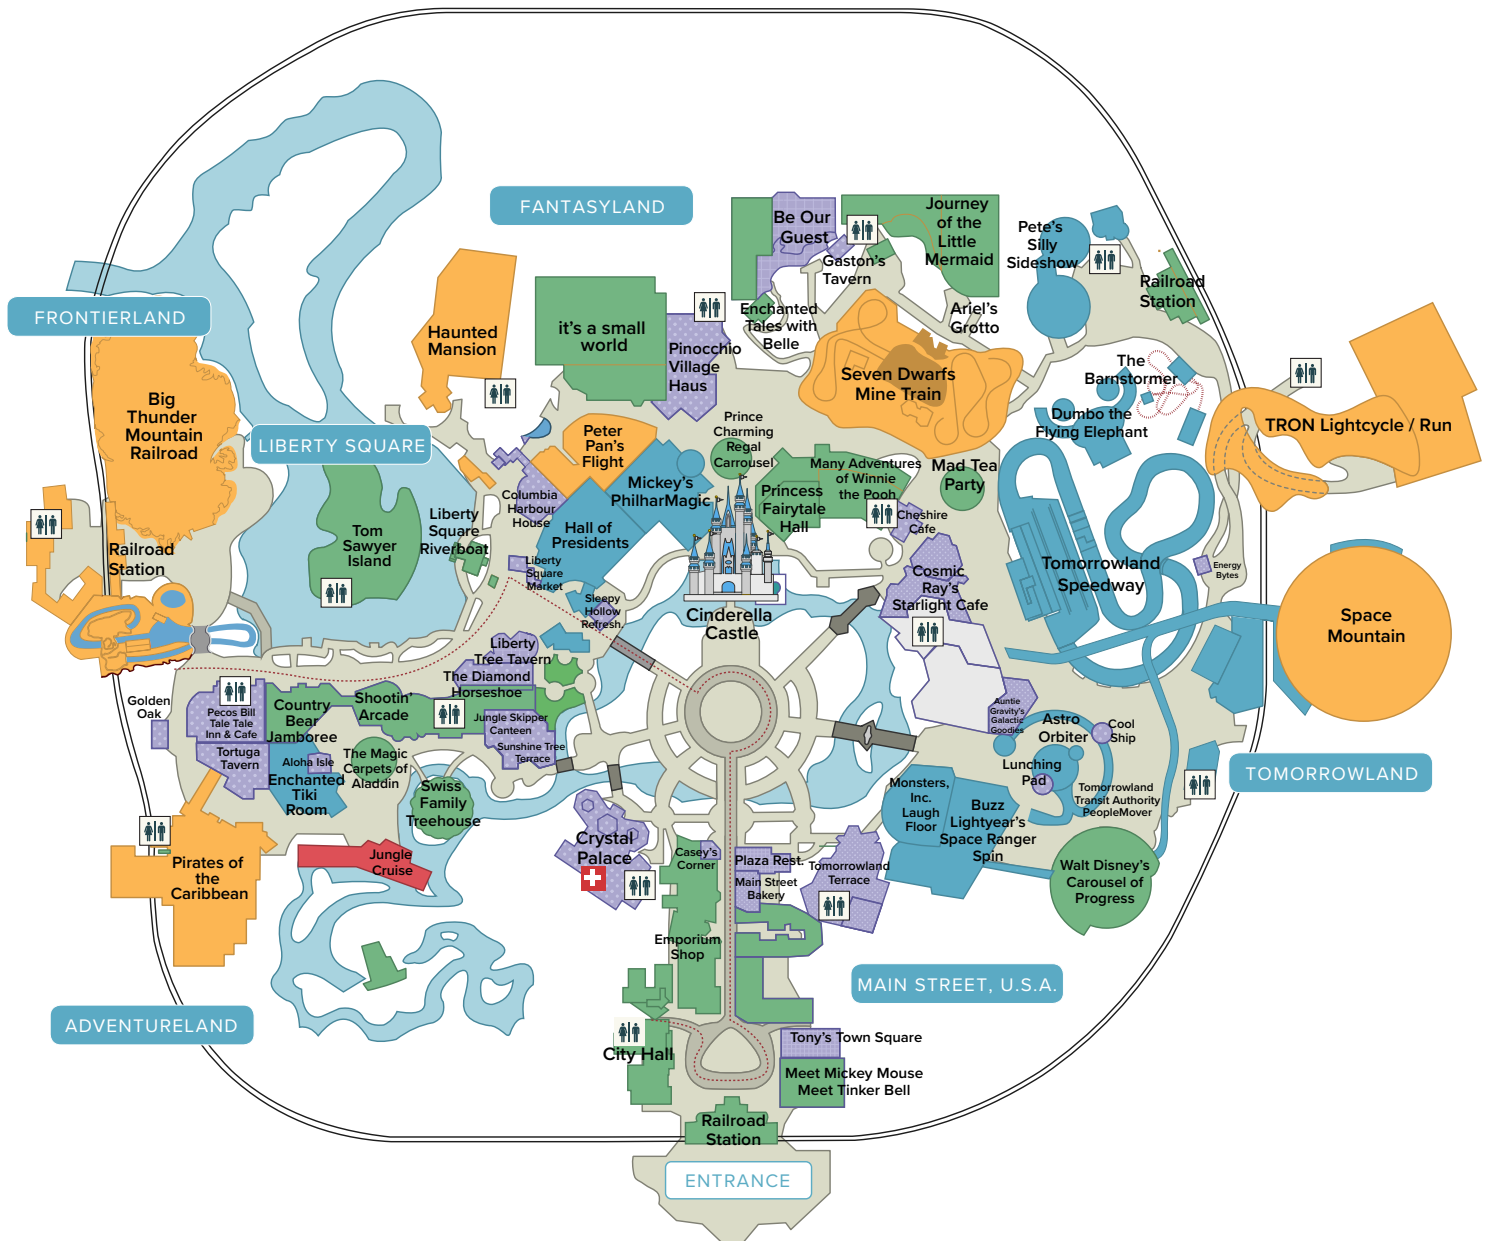 FANTASYLAND
Be Our
Guest
Journey
of the
Little
Mermaid
Gaston's
Tavern
Pete's
Silly
Sideshow
Railroad
Station
FRONTIERLAND
Haunted
Mansion
it's a small
world
Pinocchio
Village
Haus
Enchanted
Tales with
Belle
Ariel's
Grotto
Seven Dwarfs
Mine Train
The
Barnstormer
Dumbo the
Flying Elephant
TRON Lightcycle / Run
Big
Thunder
Mountain
Railroad
LIBERTY SQUARE
Peter
Pan's
Flight
Prince
Charming
Regal
Carrousel
Mickey's
PhilharMagic
Many Adventures
of Winnie
the Pooh
Mad Tea
Party
Princess
Fairytale
Hall
Cheshire
Cafe
Columbia
Harbour
House
Hall of
Presidents
Liberty
Square
Riverboat
Tom
Sawyer
Island
Railroad
Station
Liberty
Square
Market
Sleepy
Hollow
Refresh.
Cinderella
Castle
Cosmic
Ray's
Starlight Cafe
Tomorrowland
Speedway
Energy
Bytes
Space
Mountain
Liberty
Tree Tavern
The Diamond
Horseshoe
Golden
Oak
Pecos Bill
Tale Tale
Inn & Cafe
Country
Bear
Jamboree
Shootin'
Arcade
Jungle Skipper
Canteen
Sunshine Tree
Terrace
Tortuga
Tavern
Aloha Isle
Enchanted
Tiki
Room
The Magic
Carpets of
Aladdin
Swiss
Family
Treehouse
Auntie
Gravity's
Galactic
Goodies
Astro
Orbiter
Cool
Ship
Lunching
Pad
Tomorrowland
Transit Authority
PeopleMover
TOMORROWLAND
Monsters,
Inc.
Laugh
Floor
Buzz
Lightyear's
Space Ranger
Spin
Walt Disney's
Carousel of
Progress
Pirates of
the
Caribbean
Jungle
Cruise
Crystal
Palace
Casey's
Corner
Plaza Rest.
Main Street
Bakery
Tomorrowland
Terrace
Emporium
Shop
MAIN STREET, U.S.A.
ADVENTURELAND
City Hall
Tony's Town Square
Meet Mickey Mouse
Meet Tinker Bell
Railroad
Station
ENTRANCE